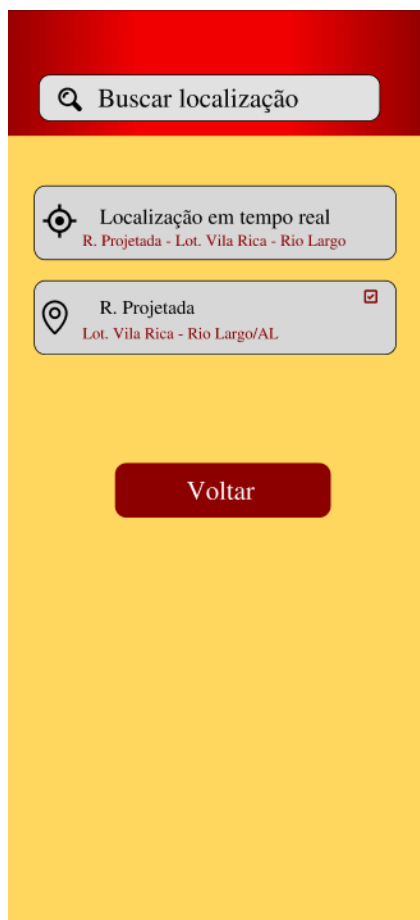 Buscar localização
Localização em tempo real
R. Projetada - Lot. Vila Rica - Rio Largo
R. Projetada
Lot. Vila Rica - Rio Largo/AL
Voltar